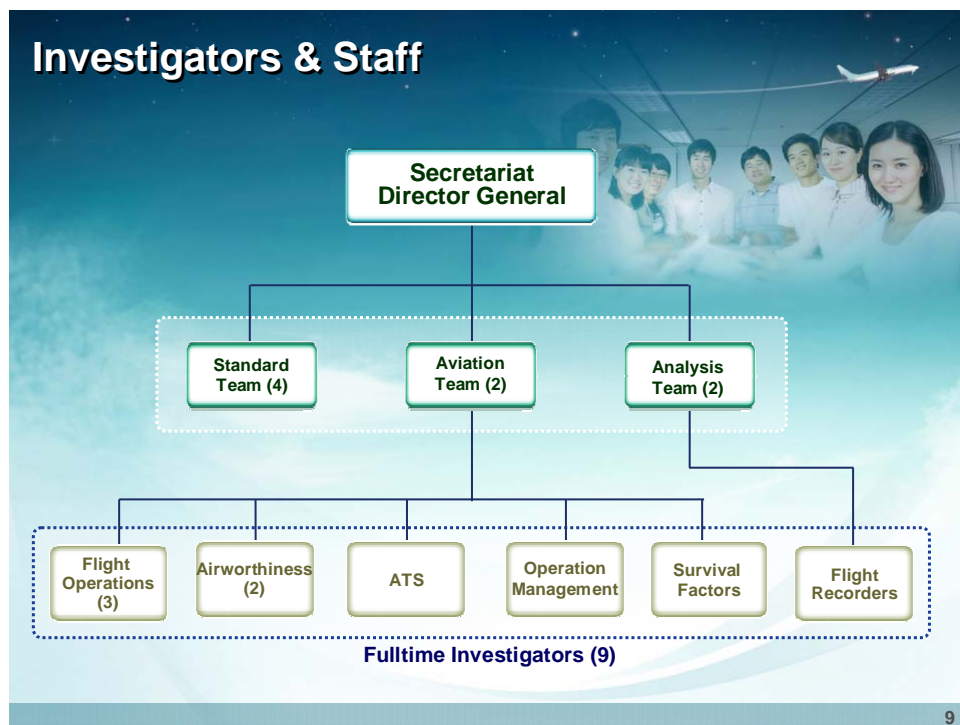 Investigators & Staff
Secretariat
Director General
Standard
Team (4)
Aviation
Team (2)
Analysis
Team (2)
Flight
Operations
(3)
Airworthiness
(2)
ATS
Operation
Management
Survival
Factors
Flight
Recorders
Fulltime Investigators (9)
9